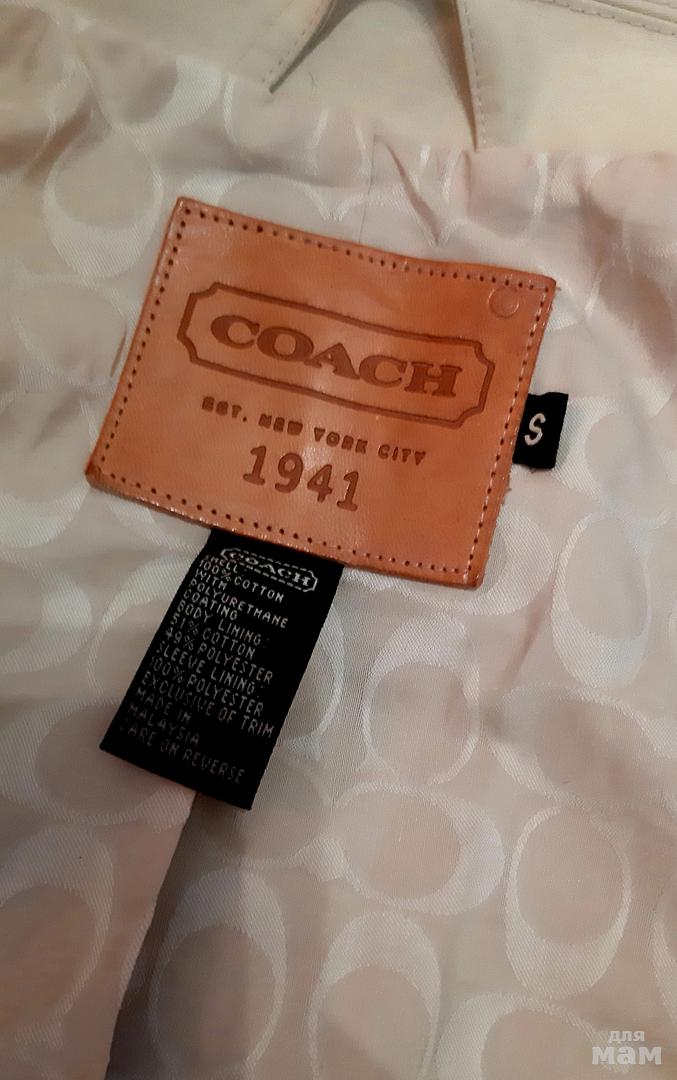 COACH
EST. NEW YORK CITY
1941
S
COACH
SHELL:
100% COTTON
WITH
POLYURETHANE
COATING
BODY LINING:
51% COTTON
49% POLYESTER
SLEEVE LINING:
100% POLYESTER
EXCLUSIVE OF TRIM
MADE IN
MALAYSIA
CARE ON REVERSE
для
мам